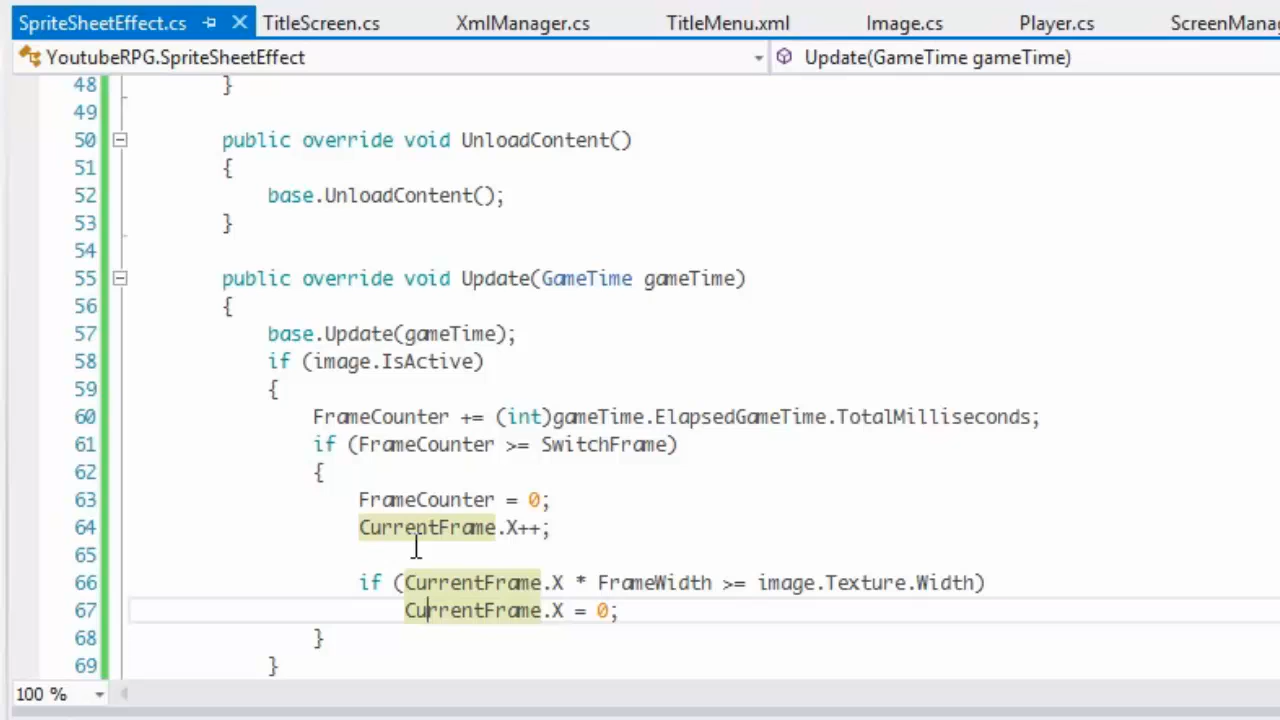 SpriteSheetEffect.cs TitleScreen.cs XmlManager.cs TitleMenu.xml Image.cs Player.cs ScreenManag
YoutubeRPG.SpriteSheetEffect Update(GameTime gameTime)
48 }
49
50 public override void UnloadContent()
51 {
52 base.UnloadContent();
53 }
54
55 public override void Update(GameTime gameTime)
56 {
57 base.Update(gameTime);
58 if (image.IsActive)
59 {
60 FrameCounter += (int)gameTime.ElapsedGameTime.TotalMilliseconds;
61 if (FrameCounter >= SwitchFrame)
62 {
63 FrameCounter = 0;
64 CurrentFrame.X++;
65
66 if (CurrentFrame.X * FrameWidth >= image.Texture.Width)
67 CurrentFrame.X = 0;
68 }
69 }
100 %